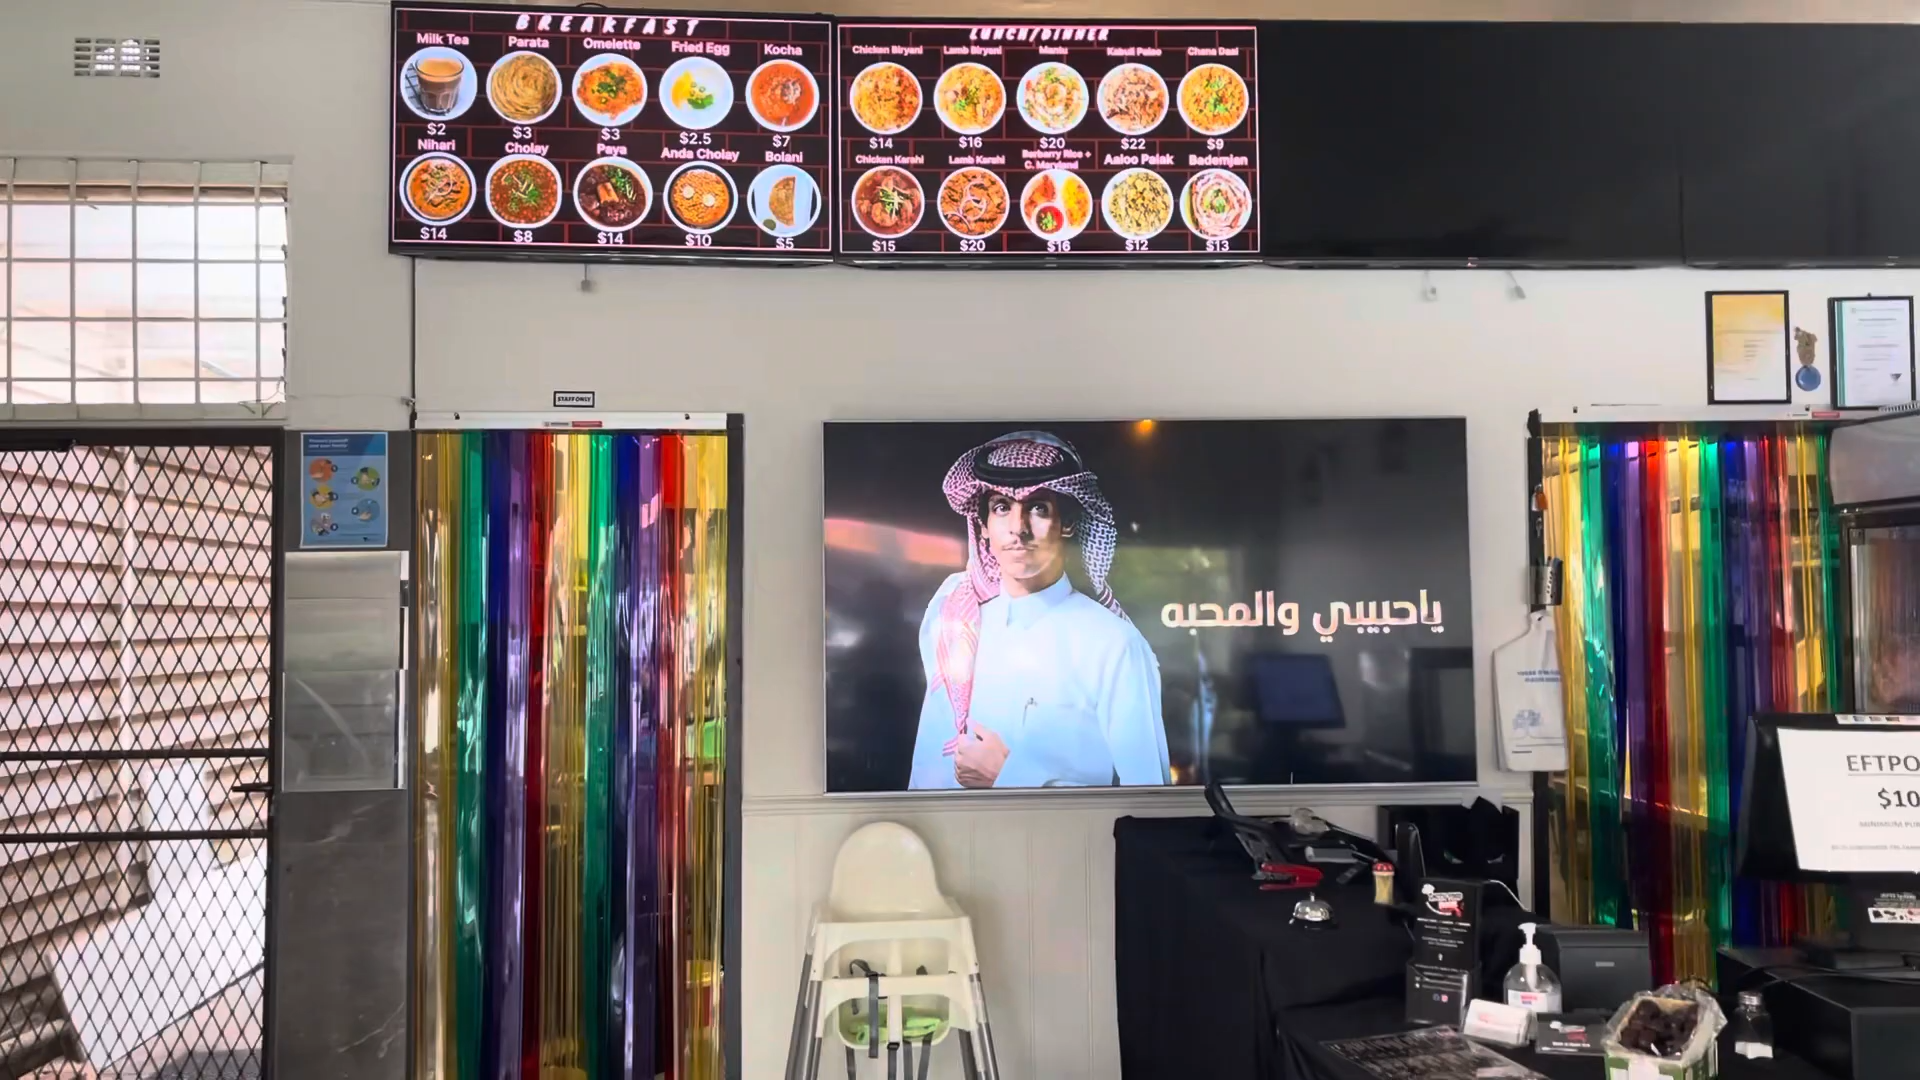 BREAKFAST
Milk Tea Parata Omelette Fried Egg Kocha
$2 $3 $3 $2.5 $7
Nihari Cholay Paya Anda Cholay Bolani
$14 $8 $14 $10 $5
LUNCH/DINNER
Chicken Biryani Lamb Biryani Mantu Kabuli Palao Chana Daal
$14 $16 $20 $22 $9
Chicken Karahi Lamb Karahi Barberry Rice + C. Maryland Aaloo Palak Bademjan
$15 $20 $16 $12 $13
STAFF ONLY
ياحبيبي والمحبه
EFTPO
$10
MINIMUM PUR